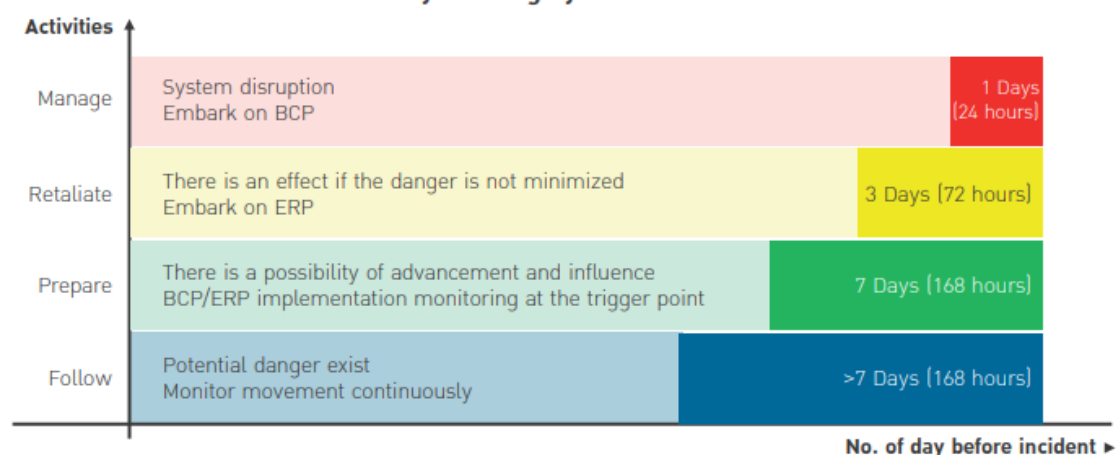 Activities
Manage
System disruption
Embark on BCP
1 Days
(24 hours)
Retaliate
There is an effect if the danger is not minimized
Embark on ERP
3 Days (72 hours)
Prepare
There is a possibility of advancement and influence
BCP/ERP implementation monitoring at the trigger point
7 Days (168 hours)
Follow
Potential danger exist
Monitor movement continuously
>7 Days (168 hours)
No. of day before incident ►